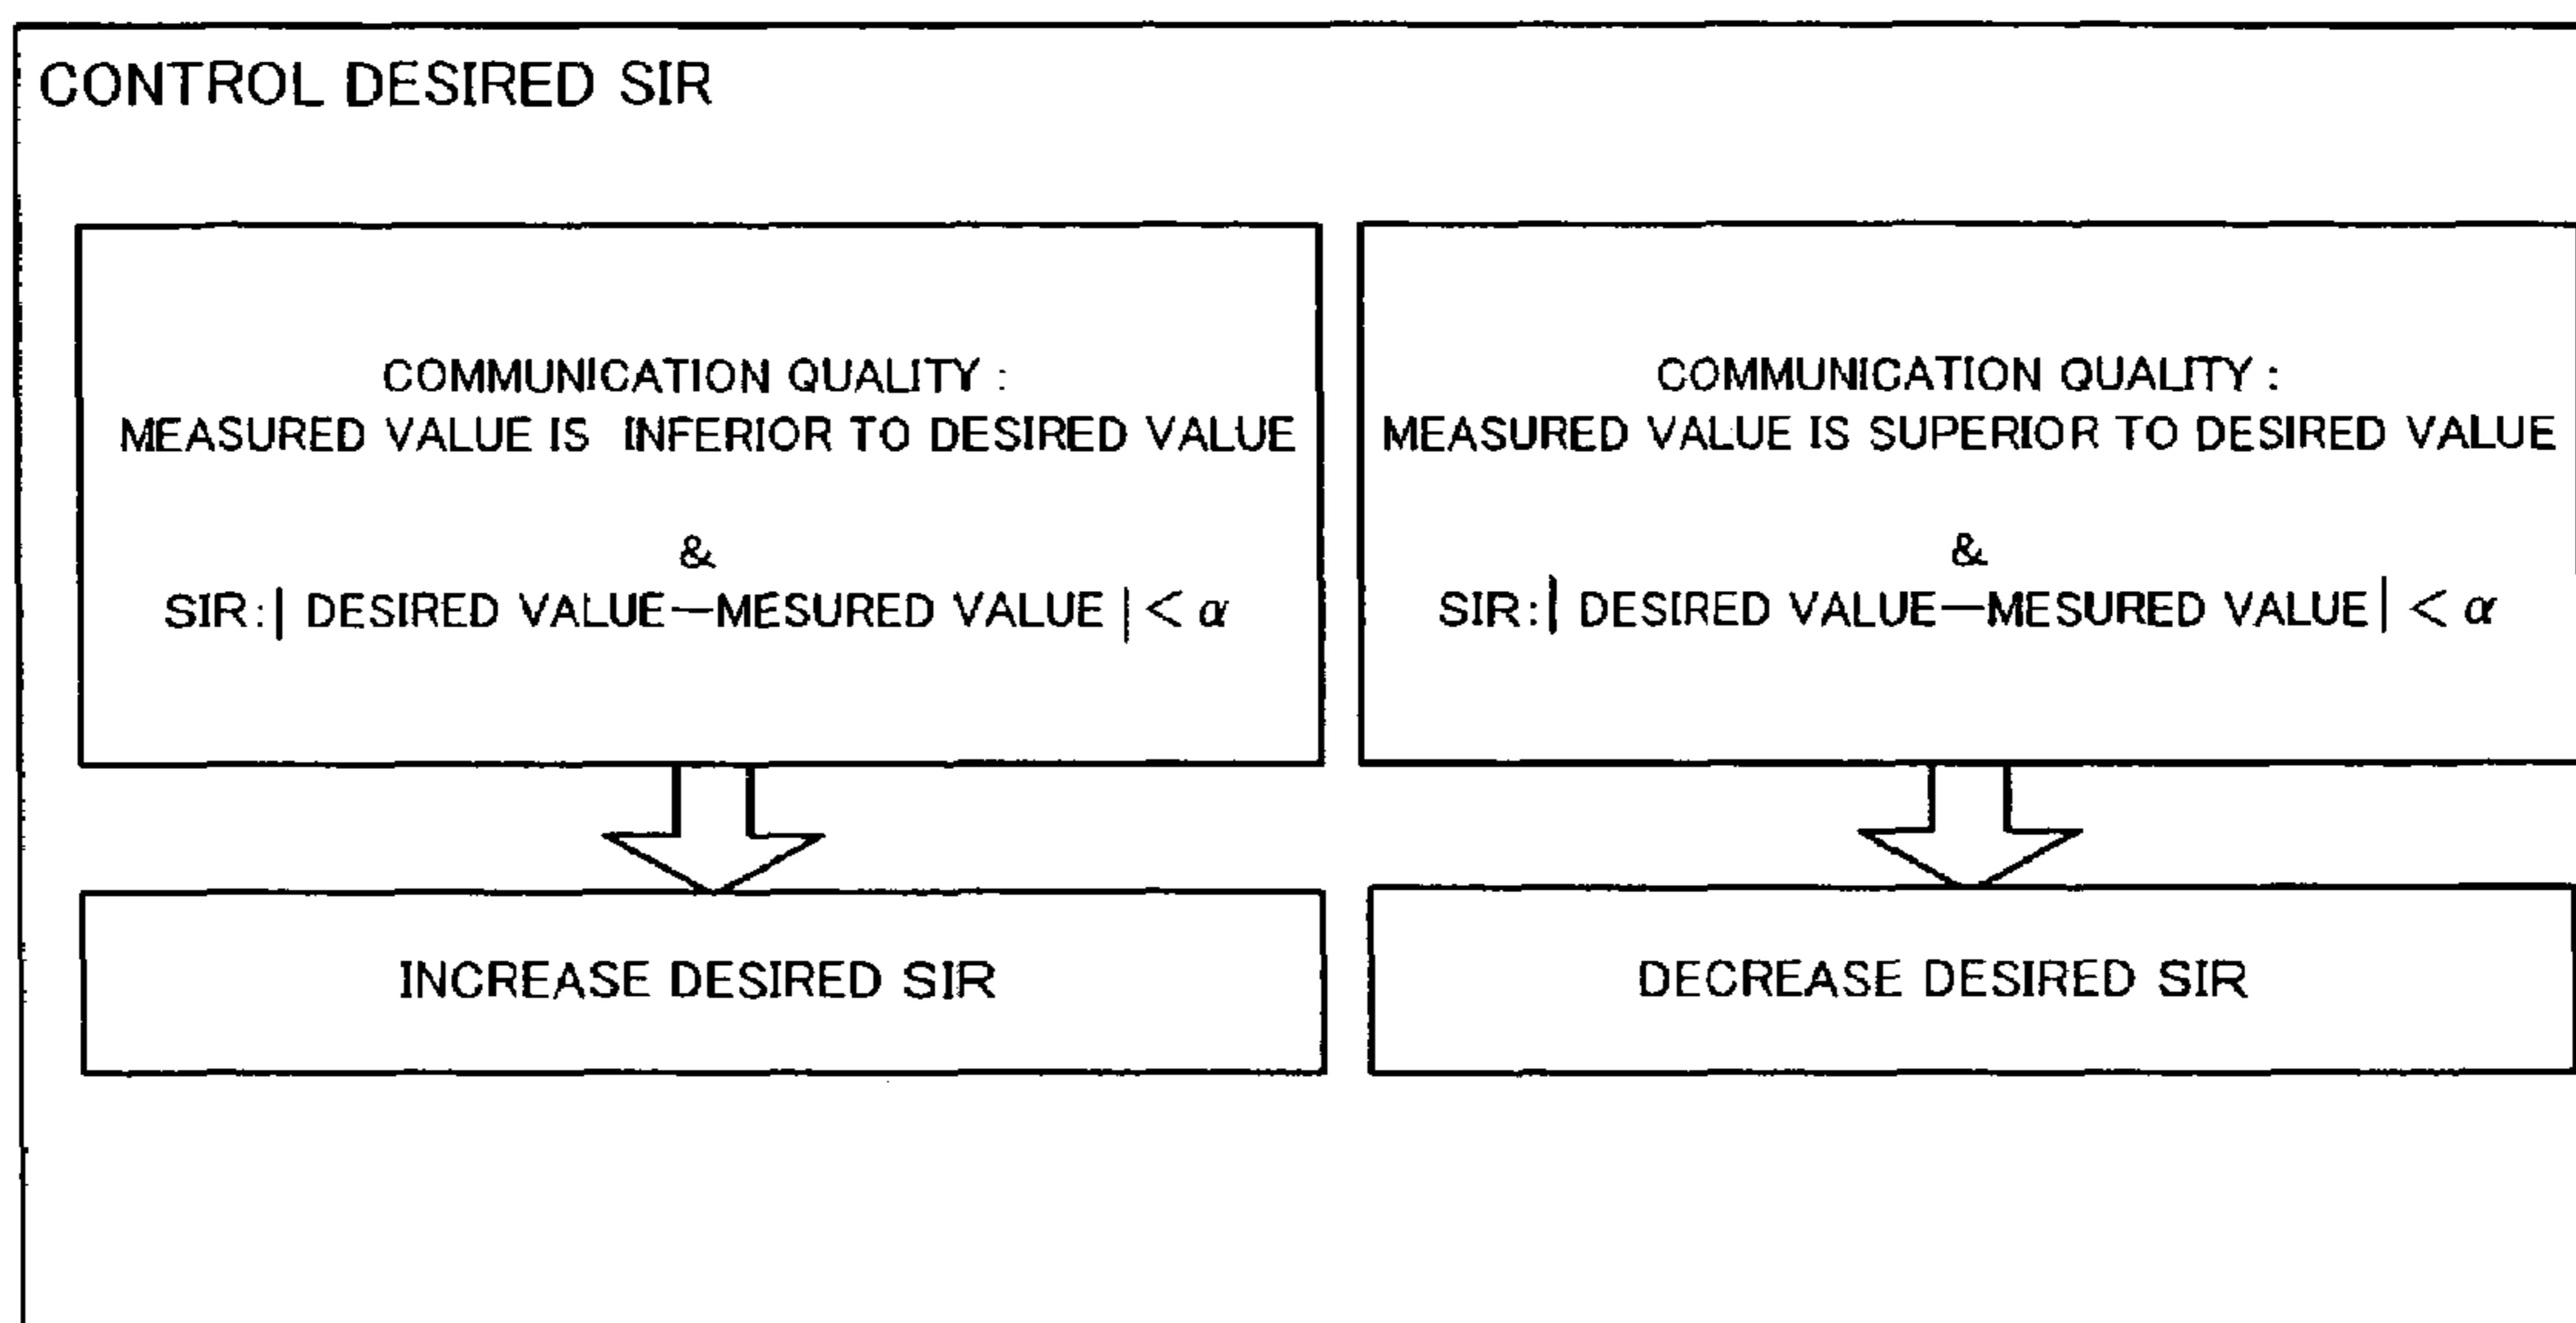 CONTROL DESIRED SIR
COMMUNICATION QUALITY :
MEASURED VALUE IS INFERIOR TO DESIRED VALUE
&
SIR:| DESIRED VALUE—MESURED VALUE |< α
INCREASE DESIRED SIR
COMMUNICATION QUALITY :
MEASURED VALUE IS SUPERIOR TO DESIRED VALUE
&
SIR:| DESIRED VALUE—MESURED VALUE| < α
DECREASE DESIRED SIR